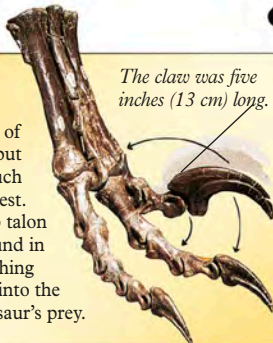 The claw was five
inches (13 cm) long.
of
but
uch
est.
talon
und in
hing
into the
saur's prey.